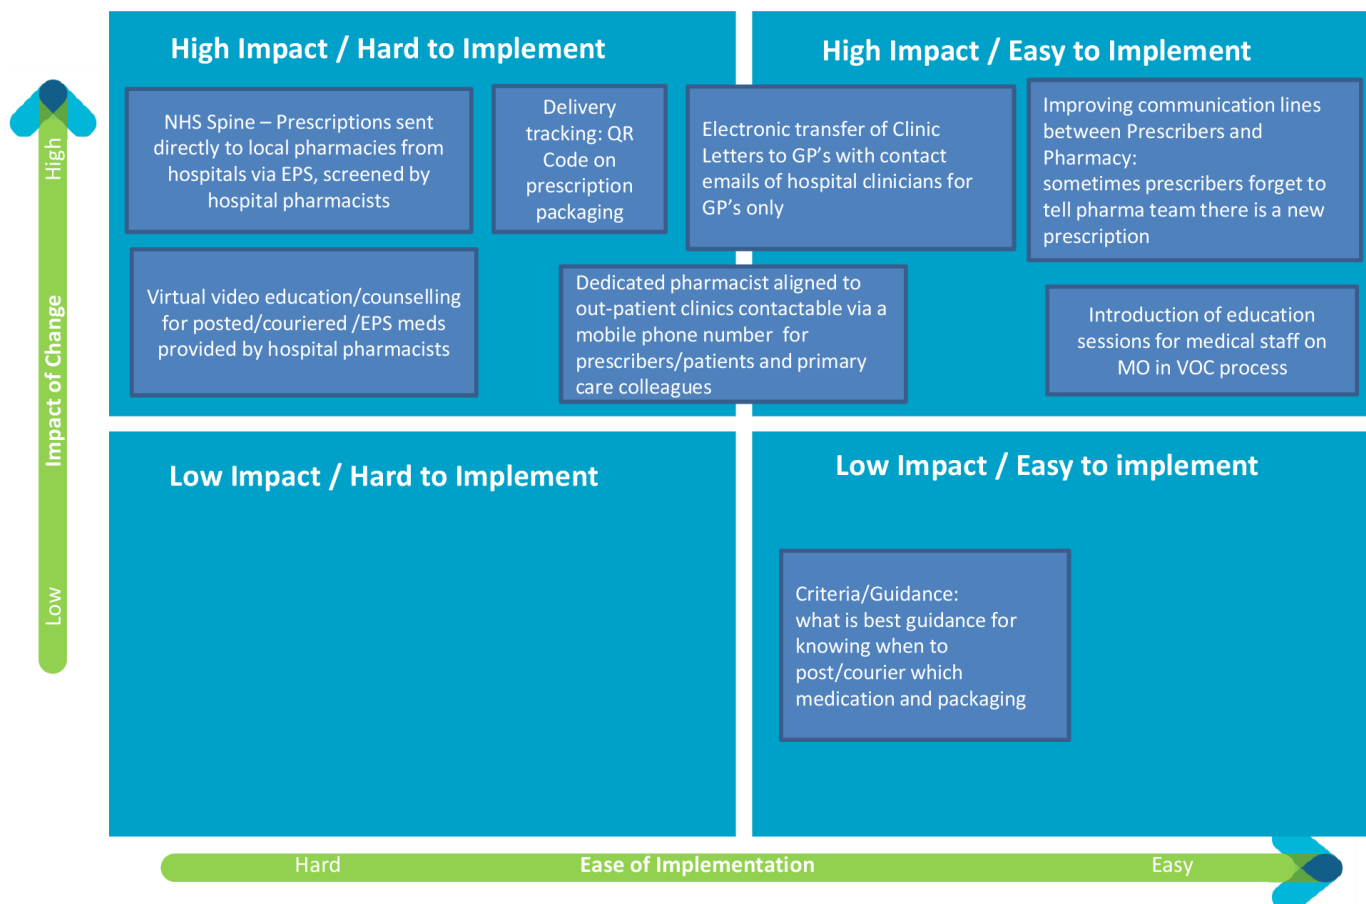 High Impact / Hard to Implement
NHS Spine – Prescriptions sent
directly to local pharmacies from
hospitals via EPS, screened by
hospital pharmacists
Delivery
tracking: QR
Code on
prescription
packaging
Virtual video education/counselling
for posted/couriered /EPS meds
provided by hospital pharmacists
High Impact / Easy to Implement
Electronic transfer of Clinic
Letters to GP’s with contact
emails of hospital clinicians for
GP’s only
Improving communication lines
between Prescribers and
Pharmacy:
sometimes prescribers forget to
tell pharma team there is a new
prescription
Dedicated pharmacist aligned to
out-patient clinics contactable via a
mobile phone number for
prescribers/patients and primary
care colleagues
Introduction of education
sessions for medical staff on
MO in VOC process
Low Impact / Hard to Implement
Low Impact / Easy to implement
Criteria/Guidance:
what is best guidance for
knowing when to
post/courier which
medication and packaging
High
Impact of Change
Low
Hard
Ease of Implementation
Easy